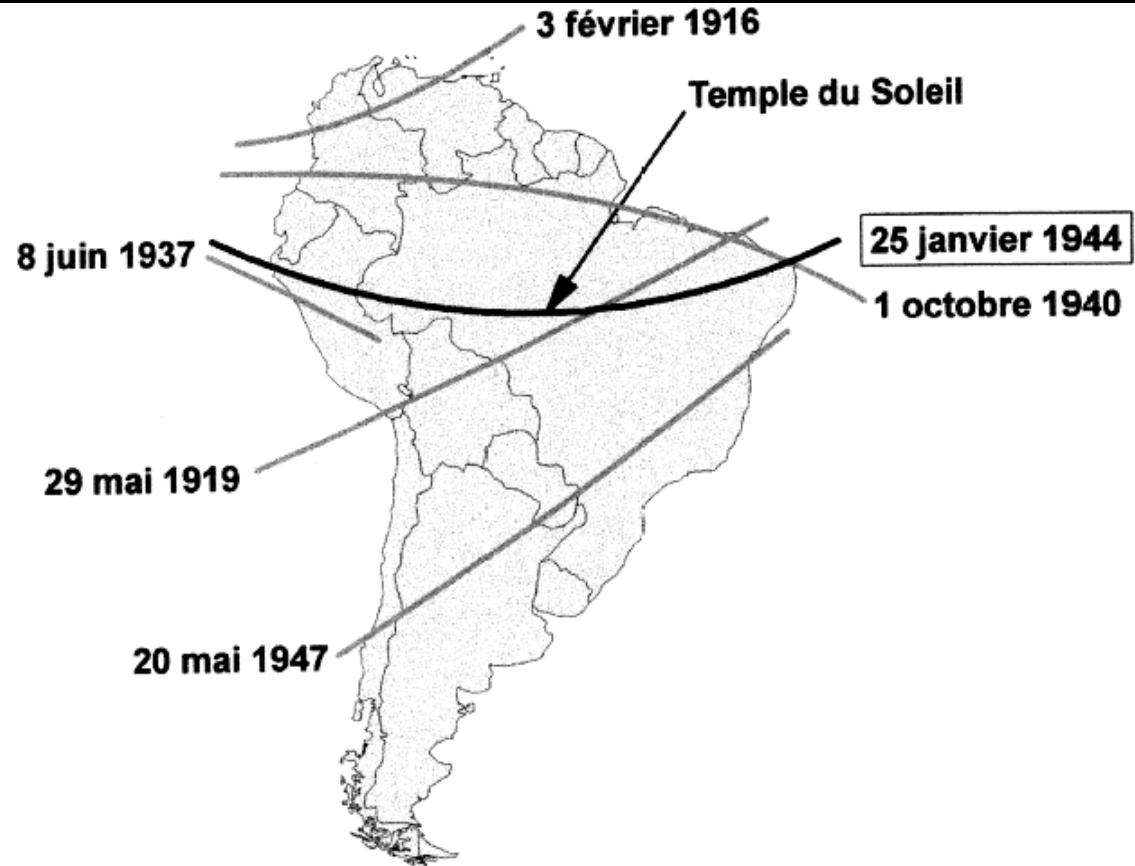 3 février 1916
Temple du Soleil
8 juin 1937
25 janvier 1944
1 octobre 1940
29 mai 1919
20 mai 1947